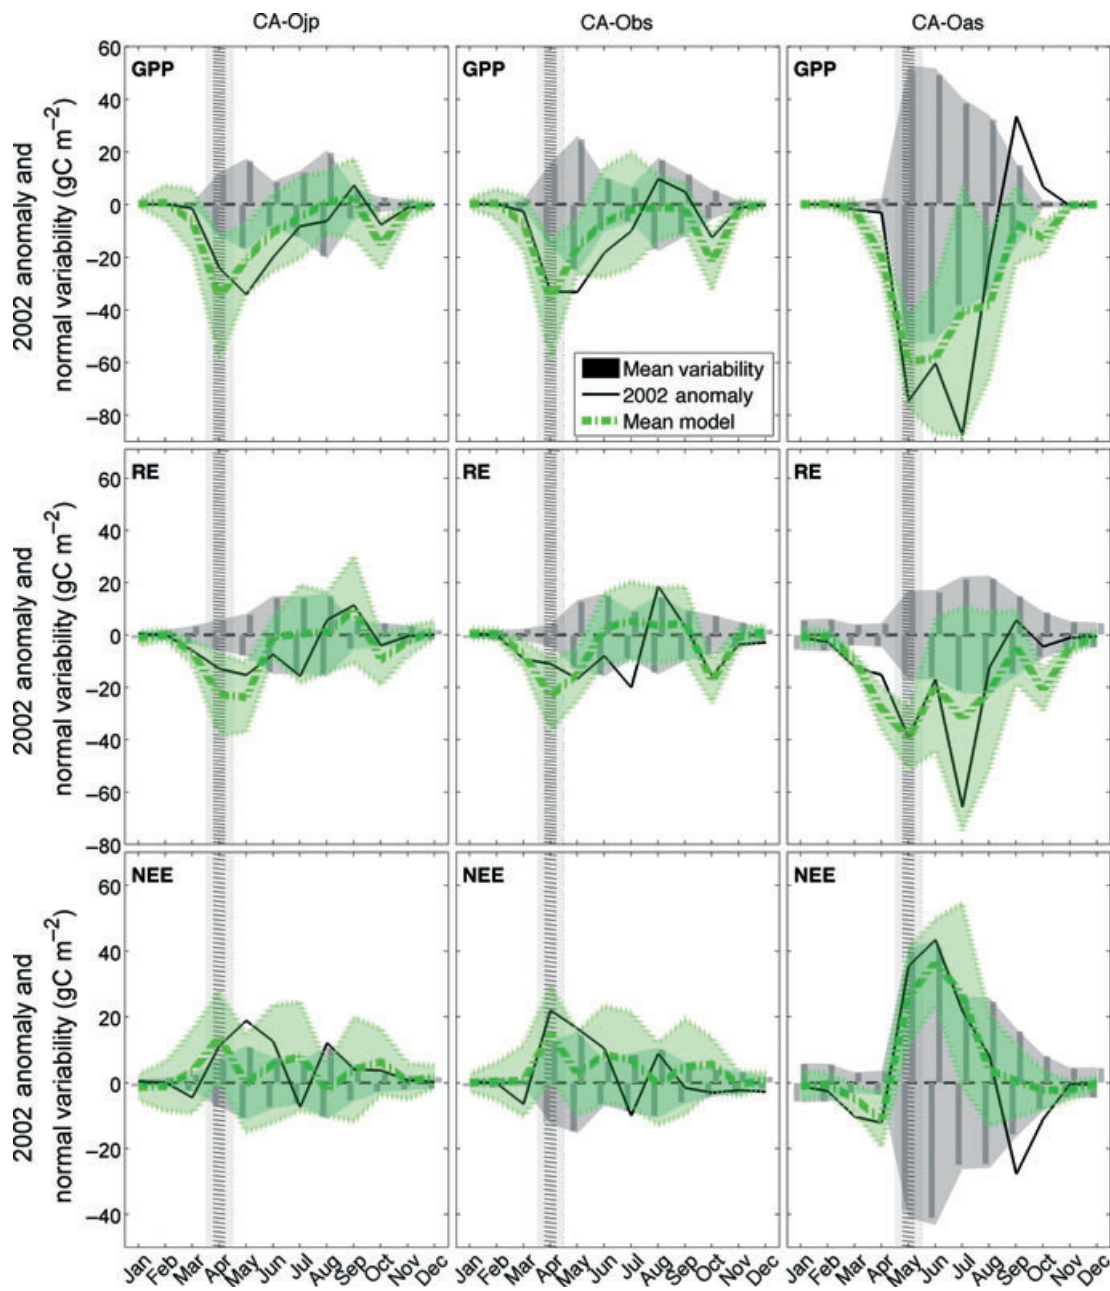 CA-Ojp CA-Obs CA-Oas
2002 anomaly and
normal variability (gC m−2)
60
40
20
0
−20
−40
−60
−80
GPP GPP GPP
Mean variability
2002 anomaly
Mean model
2002 anomaly and
normal variability (gC m−2)
60
40
20
0
−20
−40
−60
−80
RE RE RE
2002 anomaly and
normal variability (gC m−2)
60
40
20
0
−20
−40
NEE NEE NEE
Jan Feb Mar Apr May Jun Jul Aug Sep Oct Nov Dec Jan Feb Mar Apr May Jun Jul Aug Sep Oct Nov Dec Jan Feb Mar Apr May Jun Jul Aug Sep Oct Nov Dec